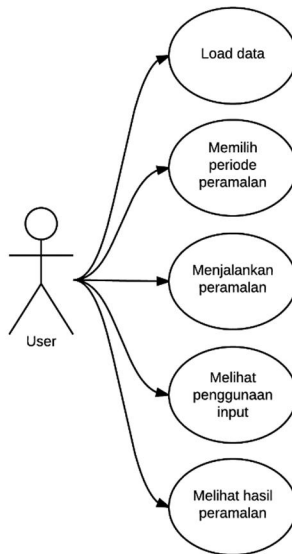 Load data
Memilih
periode
peramalan
Menjalankan
peramalan
User
Melihat
penggunaan
input
Melihat hasil
peramalan